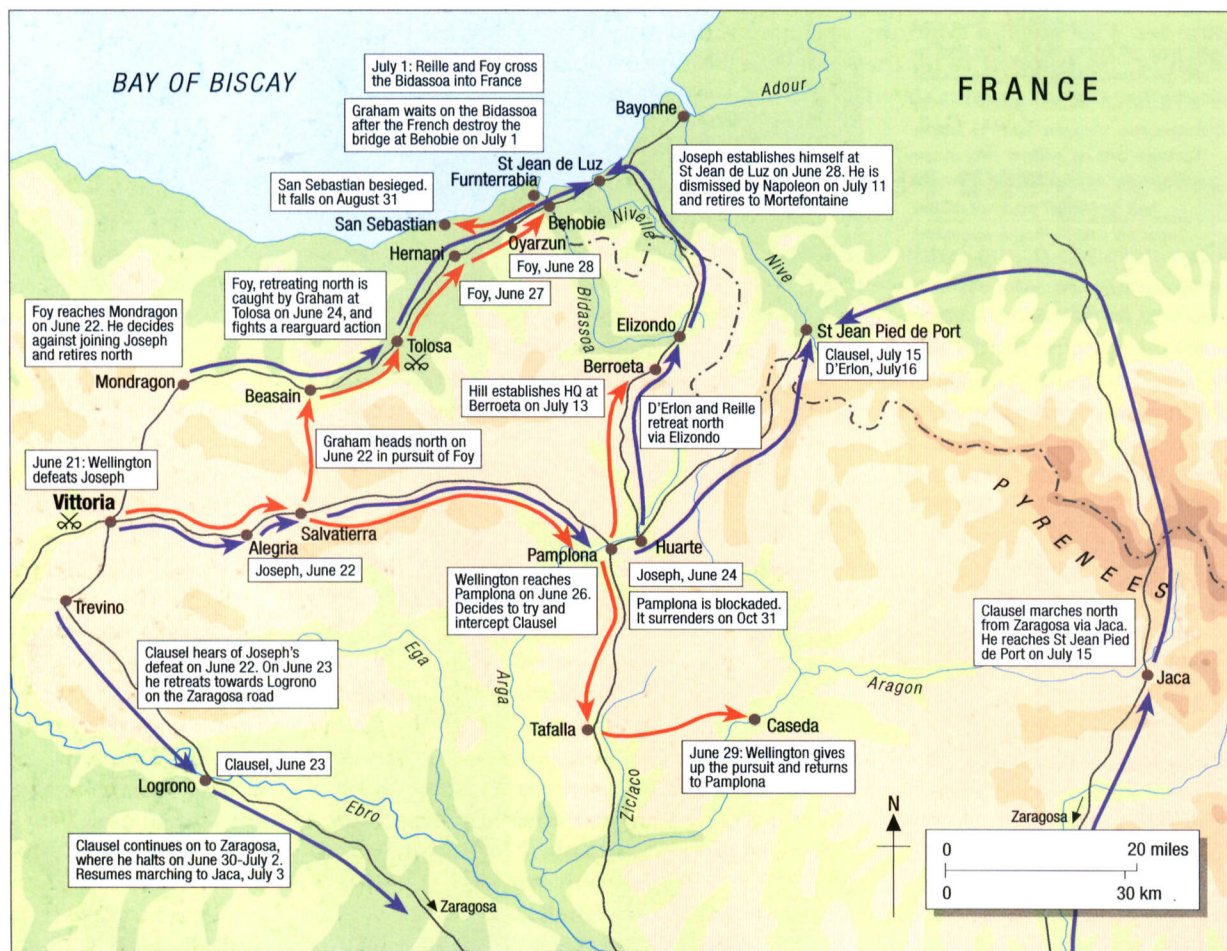 BAY OF BISCAY
FRANCE
July 1: Reille and Foy cross
the Bidassoa into France
Graham waits on the Bidassoa
after the French destroy the
bridge at Behobie on July 1
Adour
Bayonne
St Jean de Luz
Furnterrabia
Joseph establishes himself at
St Jean de Luz on June 28. He is
dismissed by Napoleon on July 11
and retires to Mortefontaine
San Sebastian besieged.
It falls on August 31
San Sebastian
Behobie
Nivelle
Hernani
Oyarzun
Nive
Foy, June 28
Foy, June 27
Bidassoa
Foy, retreating north is
caught by Graham at
Tolosa on June 24, and
fights a rearguard action
Foy reaches Mondragon
on June 22. He decides
against joining Joseph
and retires north
Tolosa
Elizondo
St Jean Pied de Port
Clausel, July 15
D'Erlon, July16
Mondragon
Beasain
Berroeta
Hill establishes HQ at
Berroeta on July 13
D'Erlon and Reille
retreat north
via Elizondo
Graham heads north on
June 22 in pursuit of Foy
June 21: Wellington
defeats Joseph
Vittoria
Alegria
Salvatierra
Joseph, June 22
Pamplona
Huarte
PYRENEES
Joseph, June 24
Wellington reaches
Pamplona on June 26.
Decides to try and
intercept Clausel
Pamplona is blockaded.
It surrenders on Oct 31
Trevino
Clausel hears of Joseph's
defeat on June 22. On June 23
he retreats towards Logrono
on the Zaragosa road
Ega
Arga
Aragon
Clausel marches north
from Zaragosa via Jaca.
He reaches St Jean Pied
de Port on July 15
Jaca
Tafalla
Caseda
June 29: Wellington gives
up the pursuit and returns
to Pamplona
Clausel, June 23
Logrono
Ebro
Ziclaco
Clausel continues on to Zaragosa,
where he halts on June 30-July 2.
Resumes marching to Jaca, July 3
Zaragosa
N
Zaragosa
0 20 miles
0 30 km